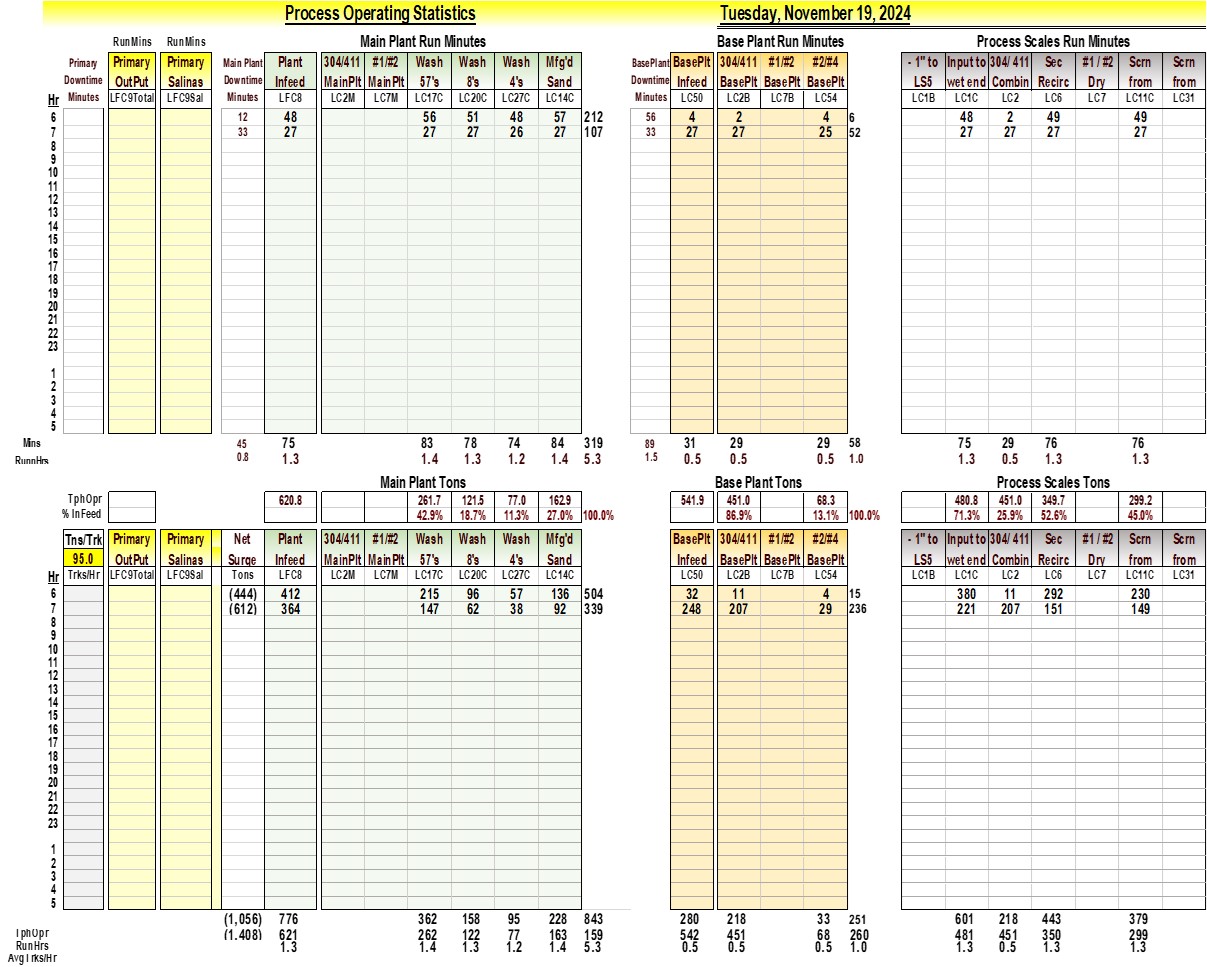 Process Operating Statistics Tuesday, November 19, 2024
RunMins RunMins Main Plant Run Minutes Base Plant Run Minutes Process Scales Run Minutes
Primary Primary Primary Main Plant Plant 304/411 #1/#2 Wash Wash Wash Mfg'd BasePlant BasePlt 304/411 #1/#2 #2/#4 - 1" to Input to 304/ 411 Sec #1 / #2 Scrn Scrn
Downtime OutPut Salinas Downtime Infeed MainPlt MainPlt 57's 8's 4's Sand Downtime Infeed BasePlt BasePlt BasePlt LS5 wet end Combin Recirc Dry from from
Hr Minutes LFC9Total LFC9Sal Minutes LFC8 LC2M LC7M LC17C LC20C LC27C LC14C Minutes LC50 LC2B LC7B LC54 LC1B LC1C LC2 LC6 LC7 LC11C LC31
6 12 48 56 51 48 57 212 56 4 2 4 6 48 2 49 49
7 33 27 27 27 26 27 107 33 27 27 25 52 27 27 27 27
8
9
10
11
12
13
14
15
16
17
18
19
20
21
22
23
1
2
3
4
5
Mins 45 75 83 78 74 84 319 89 31 29 29 58 75 29 76 76
RunnHrs 0.8 1.3 1.4 1.3 1.2 1.4 5.3 1.5 0.5 0.5 0.5 1.0 1.3 0.5 1.3 1.3
Main Plant Tons Base Plant Tons Process Scales Tons
TphOpr 620.8 261.7 121.5 77.0 162.9 541.9 451.0 68.3 480.8 451.0 349.7 299.2
% InFeed 42.9% 18.7% 11.3% 27.0% 100.0% 86.9% 13.1% 100.0% 71.3% 25.9% 52.6% 45.0%
Tns/Trk Primary Primary Net Plant 304/411 #1/#2 Wash Wash Wash Mfg'd BasePlt 304/411 #1/#2 #2/#4 - 1" to Input to 304/ 411 Sec #1 / #2 Scrn Scrn
95.0 OutPut Salinas Surge Infeed MainPlt MainPlt 57's 8's 4's Sand Infeed BasePlt BasePlt BasePlt LS5 wet end Combin Recirc Dry from from
Hr Trks/Hr LFC9Total LFC9Sal Tons LFC8 LC2M LC7M LC17C LC20C LC27C LC14C LC50 LC2B LC7B LC54 LC1B LC1C LC2 LC6 LC7 LC11C LC31
6 (444) 412 215 96 57 136 504 32 11 4 15 380 11 292 230
7 (612) 364 147 62 38 92 339 248 207 29 236 221 207 151 149
8
9
10
11
12
13
14
15
16
17
18
19
20
21
22
23
1
2
3
4
5
(1,056) 776 362 158 95 228 843 280 218 33 251 601 218 443 379
TphOpr (1,408) 621 262 122 77 163 159 542 451 68 260 481 451 350 299
RunHrs 1.3 1.4 1.3 1.2 1.4 5.3 0.5 0.5 0.5 1.0 1.3 0.5 1.3 1.3
AvgTrks/Hr